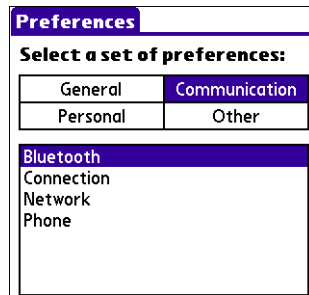 Preferences
Select a set of preferences:
General Communication
Personal Other
Bluetooth
Connection
Network
Phone